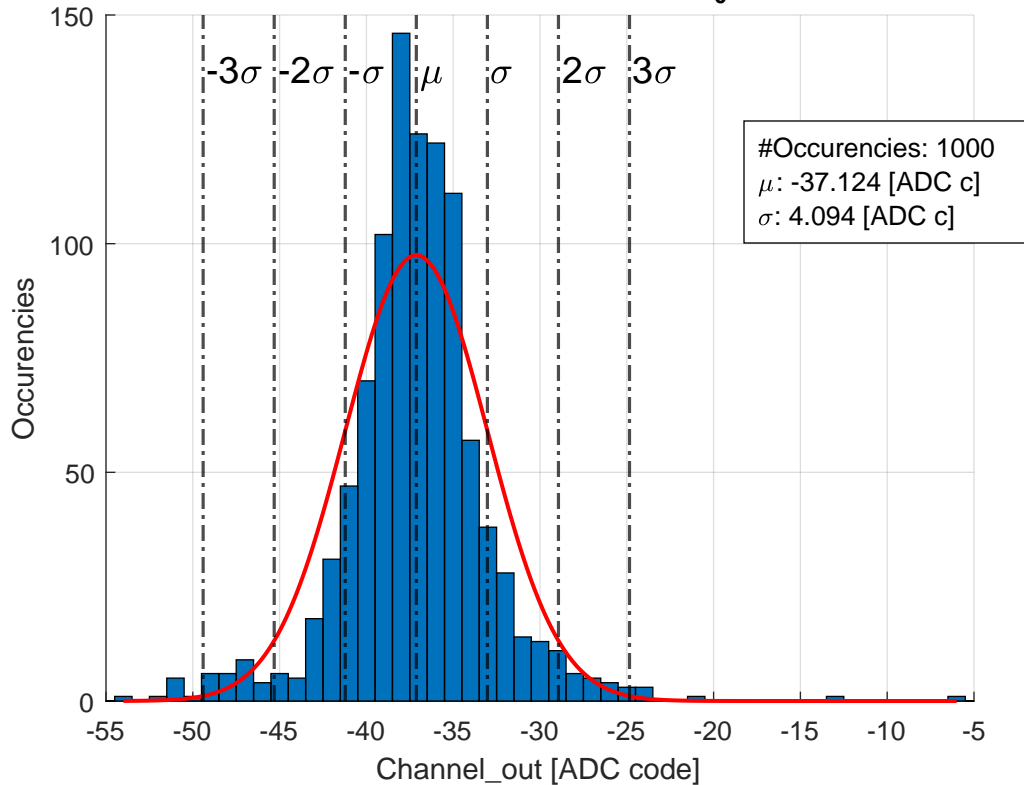 150
100
50
0
-3σ
-2σ
-σ
μ
σ
2σ
3σ
#Occurencies: 1000
μ: -37.124 [ADC c]
σ: 4.094 [ADC c]
Occurencies
-55
-50
-45
-40
-35
-30
-25
-20
-15
-10
-5
Channel_out [ADC code]